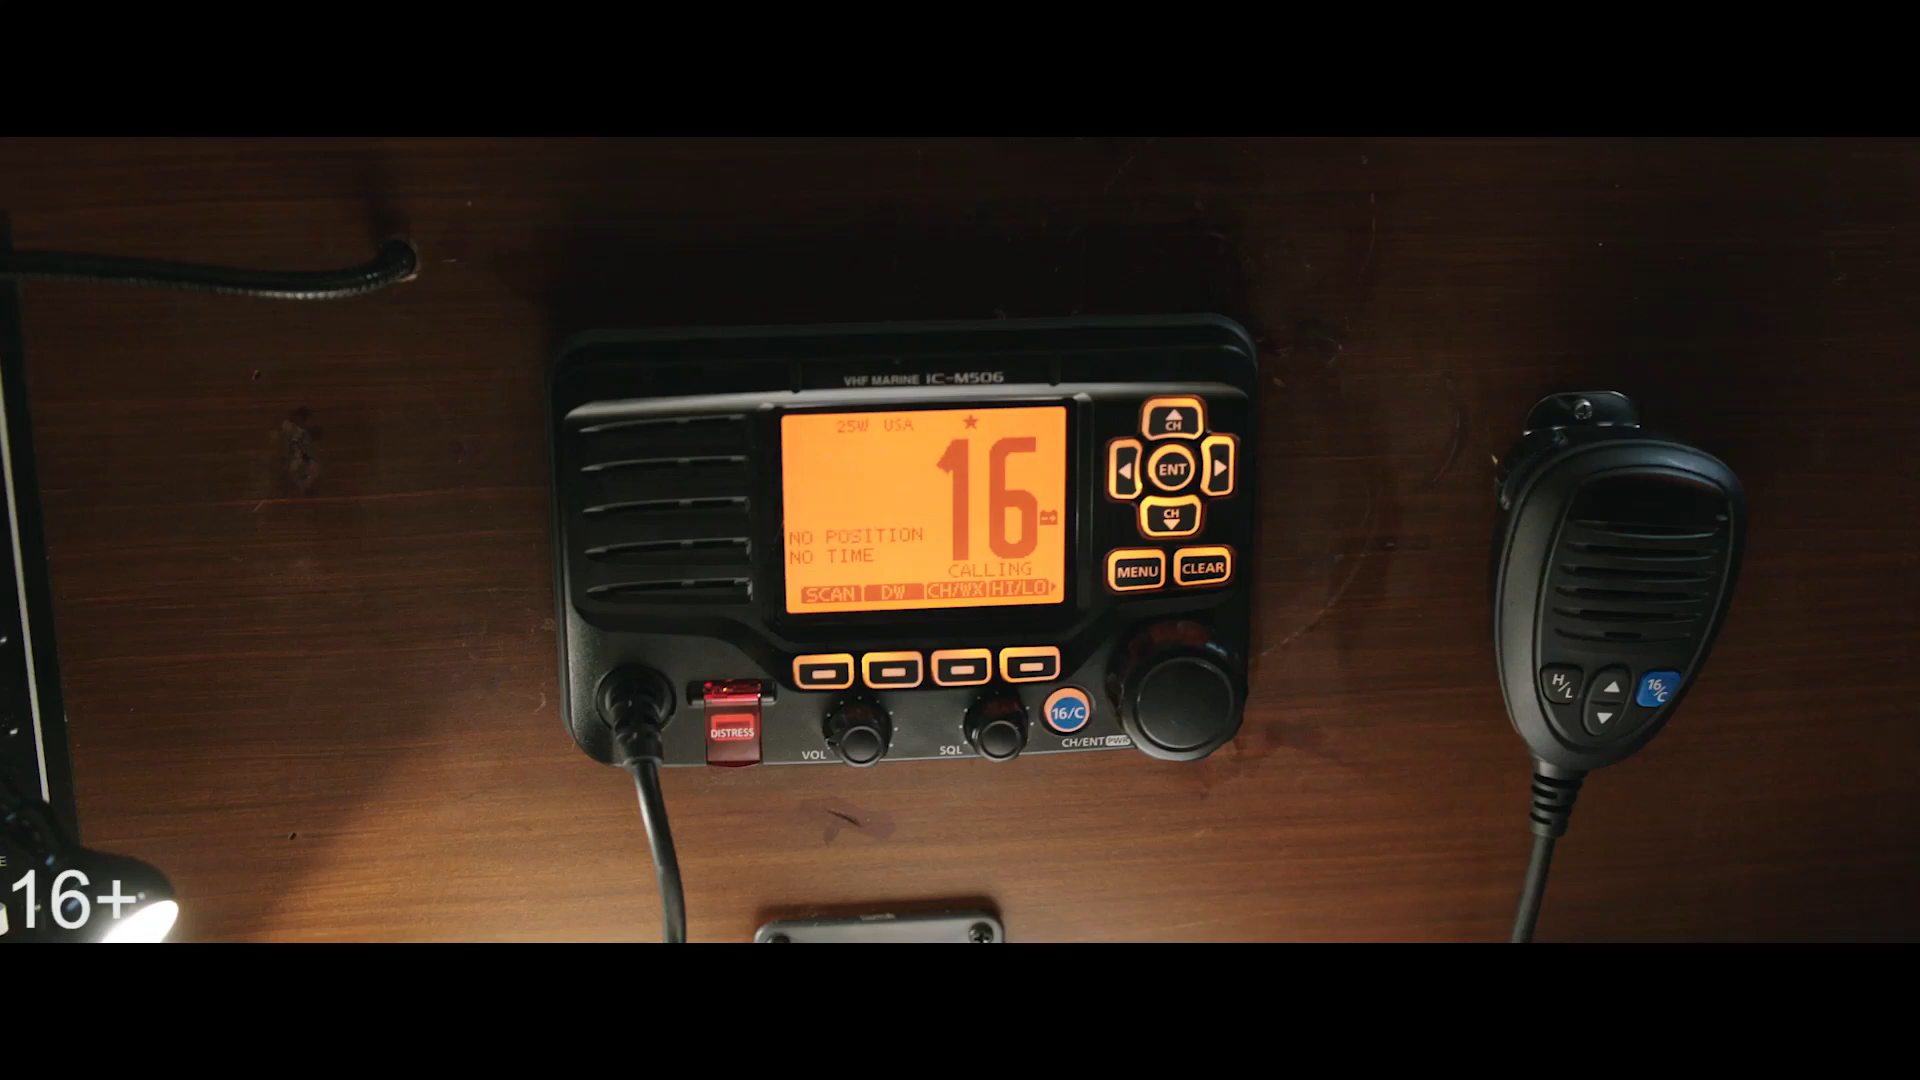 VHF MARINE IC-M506
25W USA ★
16
NO POSITION
NO TIME
CALLING
SCAN DW CH/WX HI/LO
CH
ENT
CH
MENU CLEAR
DISTRESS
VOL
SQL
16/C
CH/ENT PWR
H/L
16/C
16+